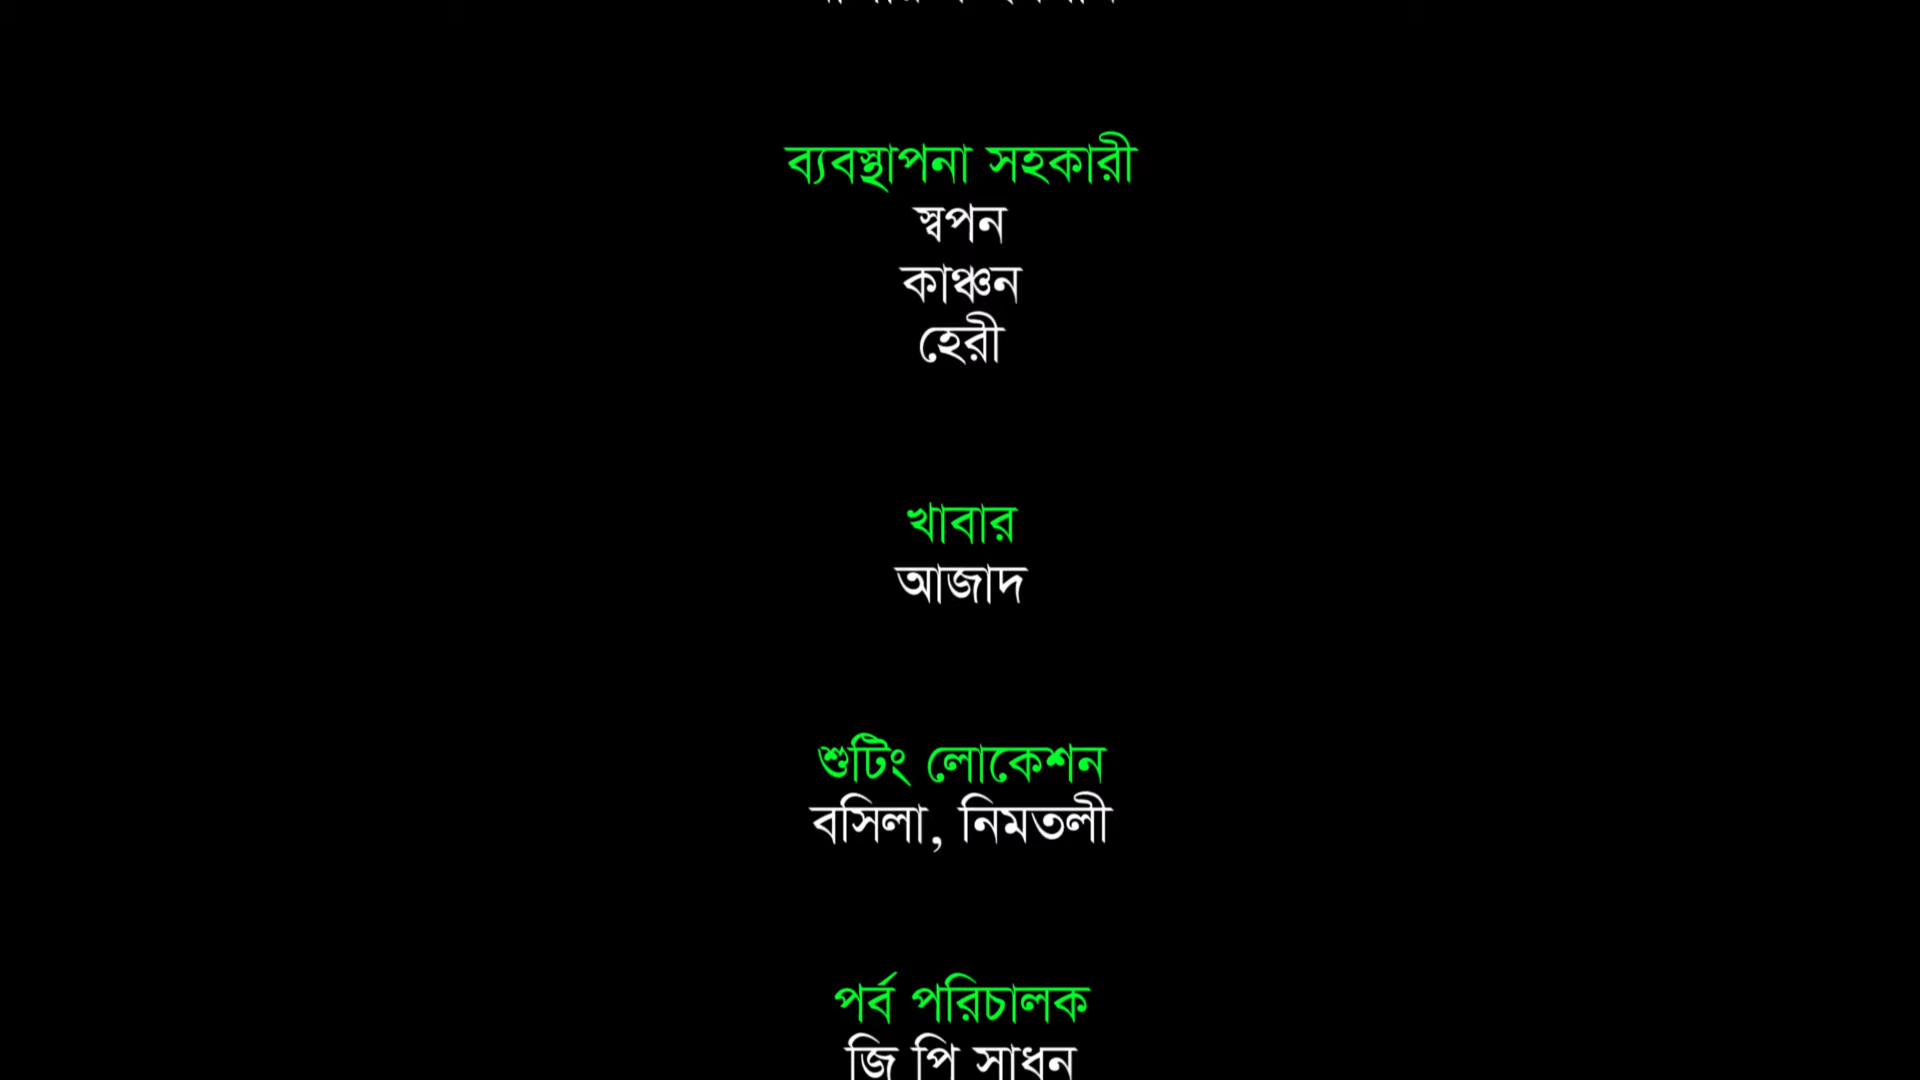 ব্যবস্থাপনা সহকারী
স্বপন
কাঞ্চন
হেরী
খাবার
আজাদ
শুটিং লোকেশন
বসিলা, নিমতলী
পর্ব পরিচালক
জি পি সাধন